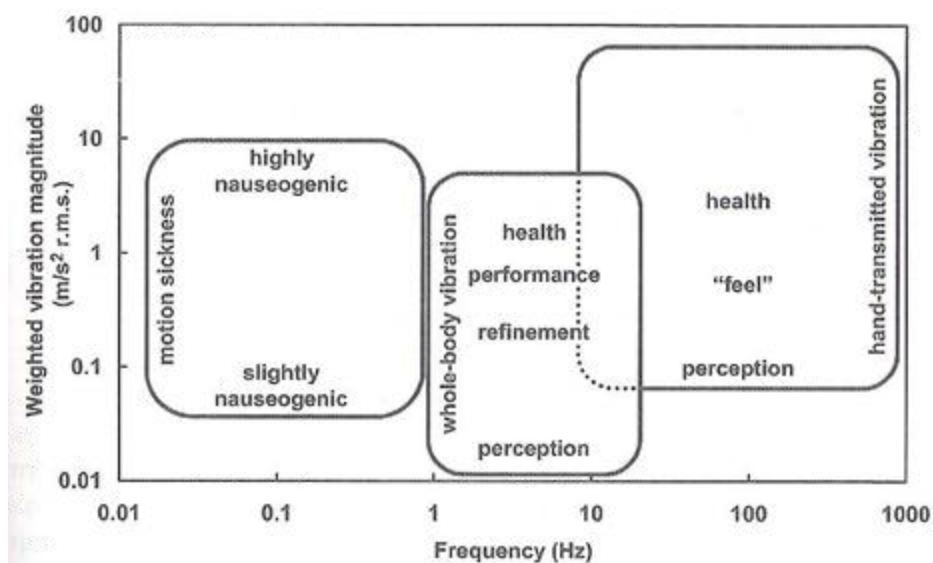 Weighted vibration magnitude
(m/s² r.m.s.)
100
10
1
0.1
0.01
motion sickness
highly
nauseogenic
slightly
nauseogenic
whole-body vibration
health
performance
refinement
perception
health
“feel”
perception
hand-transmitted vibration
0.01
0.1
1
10
100
1000
Frequency (Hz)